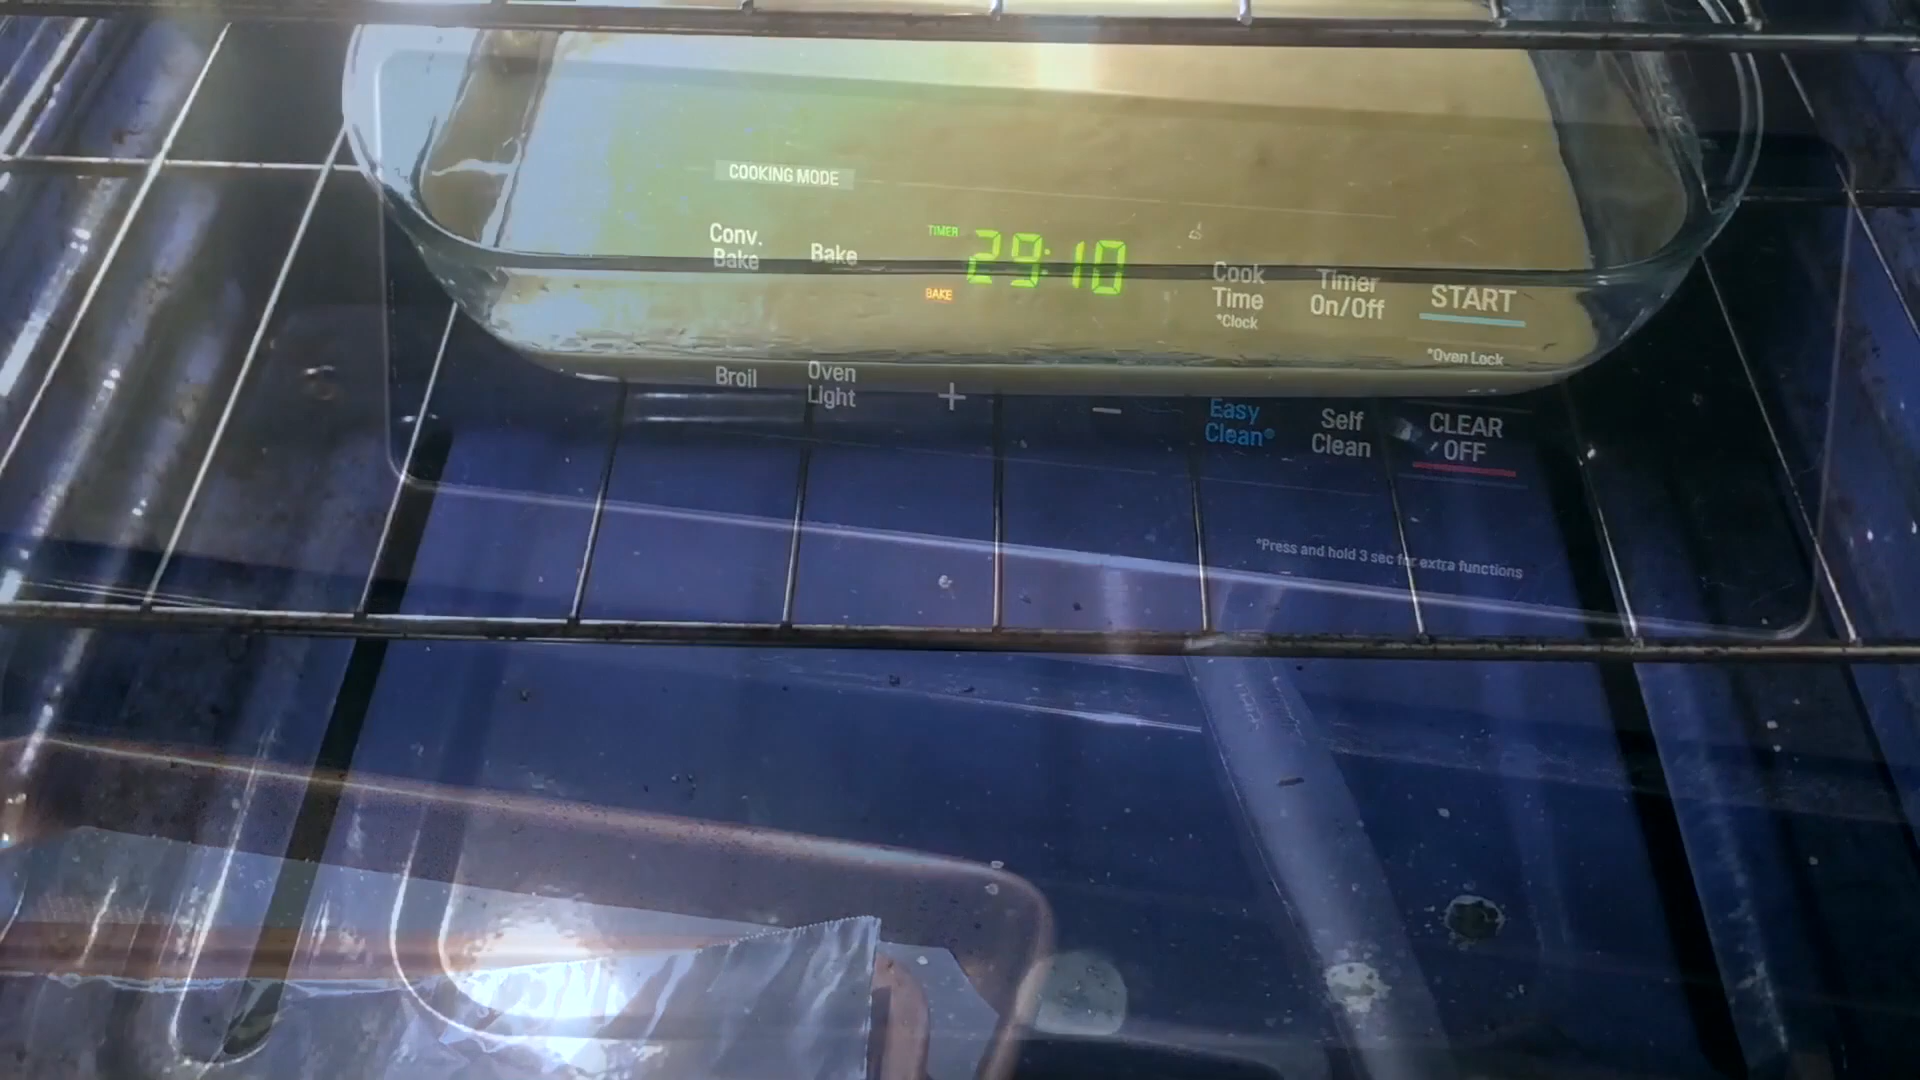 COOKING MODE
Conv.
Bake
Bake
TIMER
29:10
BAKE
Cook
Time
*Clock
Timer
On/Off
START
*Oven Lock
Broil
Oven
Light
+
−
Easy
Clean®
Self
Clean
CLEAR
OFF
*Press and hold 3 sec for extra functions